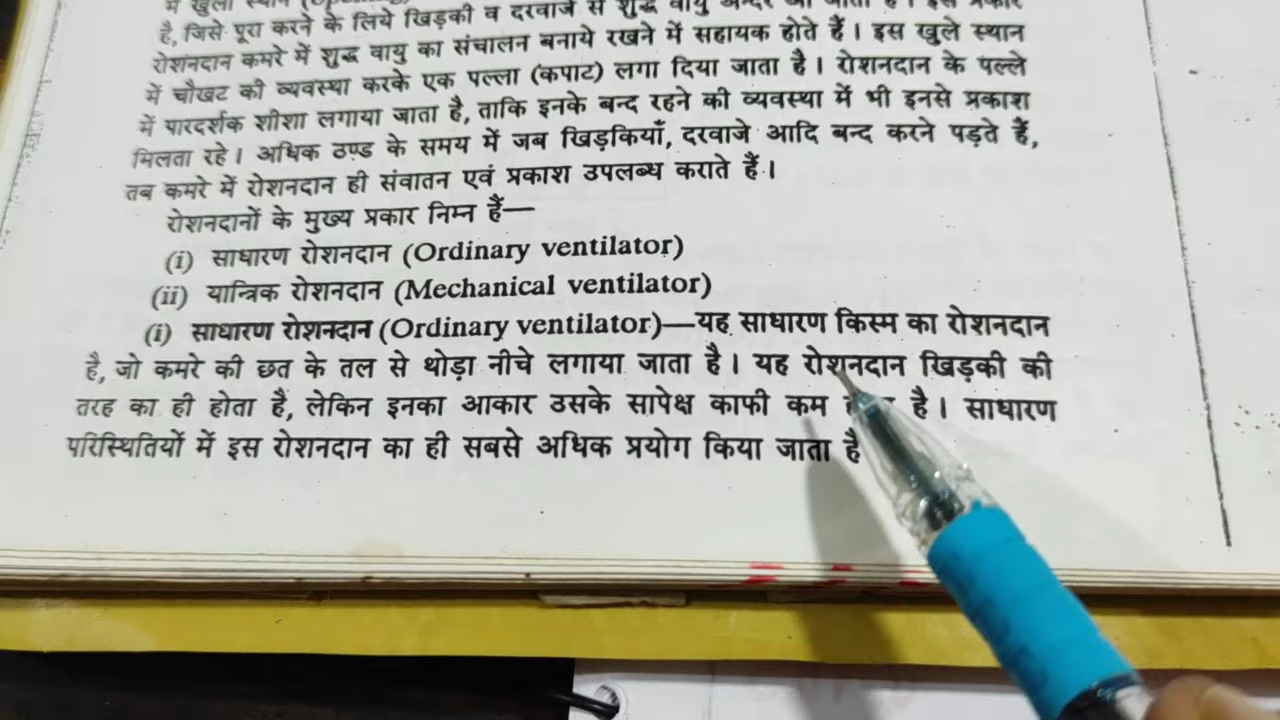 में खुला स्थान
है, जिसे पूरा करने के लिये खिड़की व दरवाजे से शुद्ध वायु अन्दर आ जाती है। इस प्रकार
रोशनदान कमरे में शुद्ध वायु का संचालन बनाये रखने में सहायक होते हैं। इस खुले स्थान
में चौखट की व्यवस्था करके एक पल्ला (कपाट) लगा दिया जाता है। रोशनदान के पल्ले
में पारदर्शक शीशा लगाया जाता है, ताकि इनके बन्द रहने की व्यवस्था में भी इनसे प्रकाश
मिलता रहे। अधिक ठण्ड के समय में जब खिड़कियाँ, दरवाजे आदि बन्द करने पड़ते हैं,
तब कमरे में रोशनदान ही संवातन एवं प्रकाश उपलब्ध कराते हैं।
रोशनदानों के मुख्य प्रकार निम्न हैं—
(i) साधारण रोशनदान (Ordinary ventilator)
(ii) यान्त्रिक रोशनदान (Mechanical ventilator)
(i) साधारण रोशनदान (Ordinary ventilator)—यह साधारण किस्म का रोशनदान
है, जो कमरे की छत के तल से थोड़ा नीचे लगाया जाता है। यह रोशनदान खिड़की की
तरह का ही होता है, लेकिन इनका आकार उसके सापेक्ष काफी कम है। साधारण
परिस्थितियों में इस रोशनदान का ही सबसे अधिक प्रयोग किया जाता है